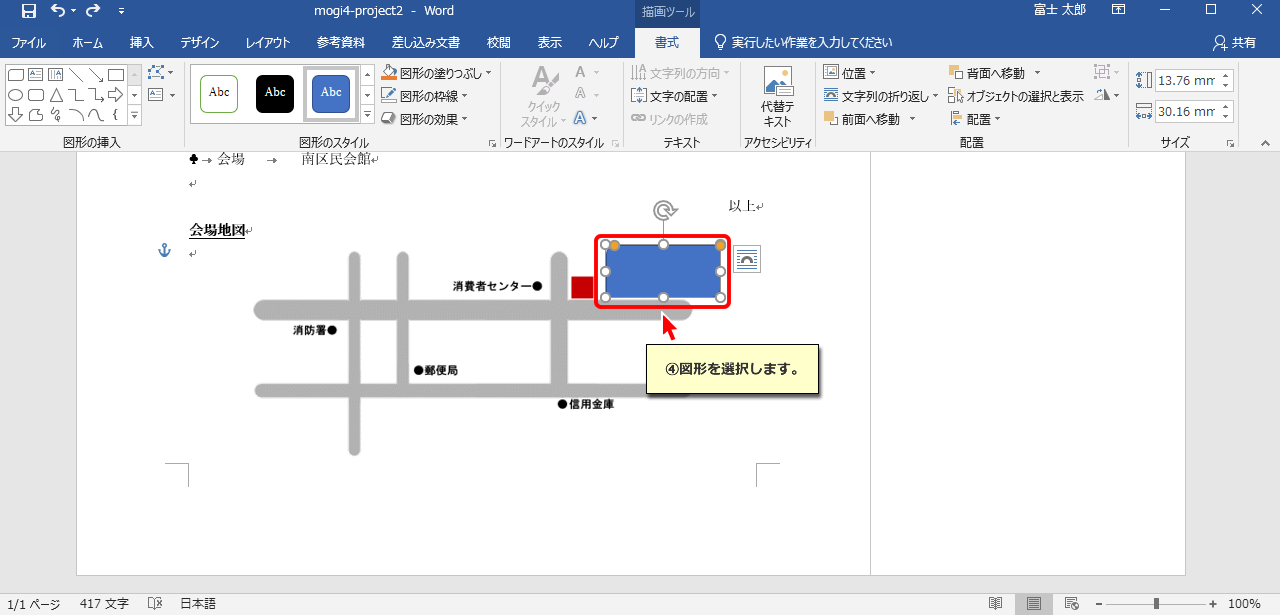 mogi4-project2 - Word
描画ツール
富士 太郎
ファイル ホーム 挿入 デザイン レイアウト 参考資料 差し込み文書 校閲 表示 ヘルプ 書式 実行したい作業を入力してください 共有
Abc Abc Abc
図形の塗りつぶし
図形の枠線
図形の効果
クイック
スタイル
A
A
A
文字列の方向
文字の配置
リンクの作成
代替テ
キスト
位置
文字列の折り返し
前面へ移動
背面へ移動
オブジェクトの選択と表示
配置
13.76 mm
30.16 mm
図形の挿入 図形のスタイル ワードアートのスタイル テキスト アクセシビリティ 配置 サイズ
会場 南区民会館
以上
会場地図
消費者センター●
消防署●
●郵便局
●信用金庫
④図形を選択します。
1/1 ページ 417 文字 日本語 100%